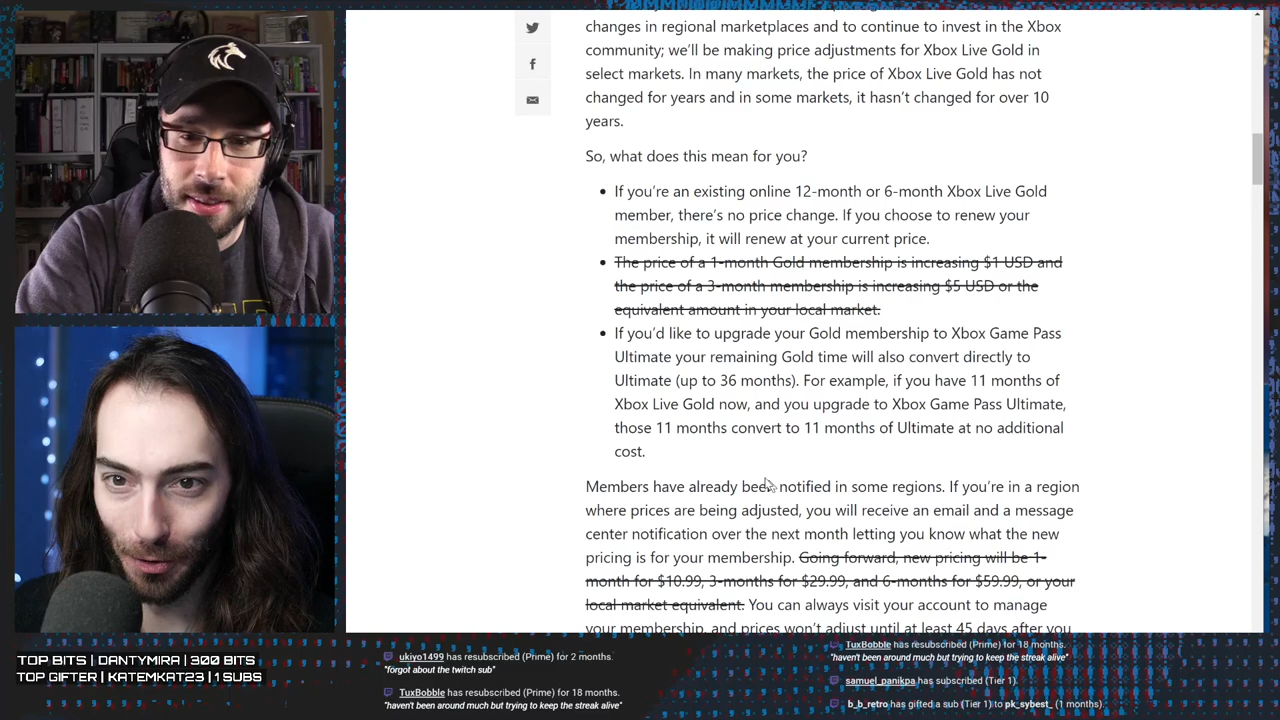 changes in regional marketplaces and to continue to invest in the Xbox
community; we'll be making price adjustments for Xbox Live Gold in
select markets. In many markets, the price of Xbox Live Gold has not
changed for years and in some markets, it hasn't changed for over 10
years.
So, what does this mean for you?
• If you're an existing online 12-month or 6-month Xbox Live Gold
member, there's no price change. If you choose to renew your
membership, it will renew at your current price.
• The price of a 1-month Gold membership is increasing $1 USD and
the price of a 3-month membership is increasing $5 USD or the
equivalent amount in your local market.
• If you'd like to upgrade your Gold membership to Xbox Game Pass
Ultimate your remaining Gold time will also convert directly to
Ultimate (up to 36 months). For example, if you have 11 months of
Xbox Live Gold now, and you upgrade to Xbox Game Pass Ultimate,
those 11 months convert to 11 months of Ultimate at no additional
cost.
Members have already been notified in some regions. If you're in a region
where prices are being adjusted, you will receive an email and a message
center notification over the next month letting you know what the new
pricing is for your membership. Going forward, new pricing will be 1-
month for $10.99, 3-months for $29.99, and 6-months for $59.99, or your
local market equivalent. You can always visit your account to manage
your membership, and prices won't adjust until at least 45 days after you
TOP BITS | DANTYMIRA | 300 BITS
TOP GIFTER | KATEMKAT23 | 1 SUBS
ukiyo1499 has resubscribed (Prime) for 2 months.
"forgot about the twitch sub"
TuxBobble has resubscribed (Prime) for 18 months.
"haven't been around much but trying to keep the streak alive"
TuxBobble has resubscribed (Prime) for 18 months.
"haven't been around much but trying to keep the streak alive"
samuel_panikpa has subscribed (Tier 1).
b_b_retro has gifted a sub (Tier 1) to pk_sybest_ (1 months).